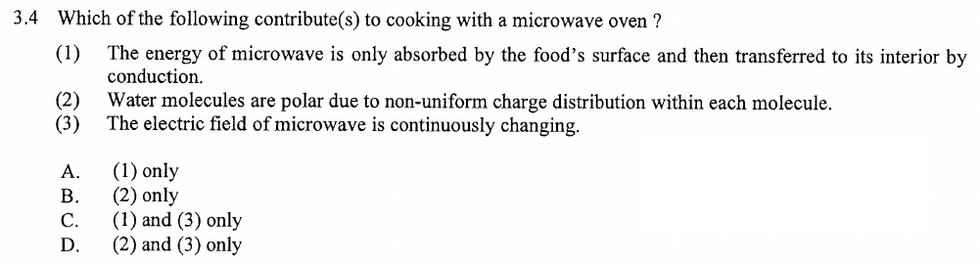 3.4 Which of the following contribute(s) to cooking with a microwave oven ?
(1) The energy of microwave is only absorbed by the food's surface and then transferred to its interior by
conduction.
(2) Water molecules are polar due to non-uniform charge distribution within each molecule.
(3) The electric field of microwave is continuously changing.
A. (1) only
B. (2) only
C. (1) and (3) only
D. (2) and (3) only